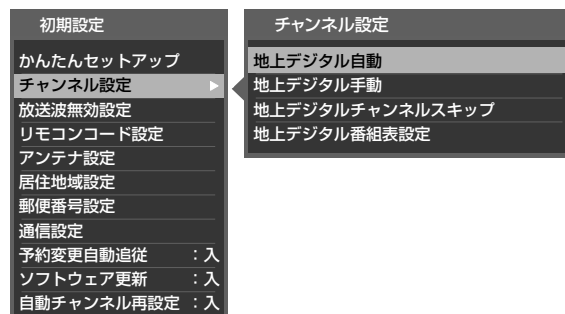 初期設定
かんたんセットアップ
チャンネル設定
放送波無効設定
リモコンコード設定
アンテナ設定
居住地域設定
郵便番号設定
通信設定
予約変更自動追従 ：入
ソフトウェア更新 ：入
自動チャンネル再設定 ：入
チャンネル設定
地上デジタル自動
地上デジタル手動
地上デジタルチャンネルスキップ
地上デジタル番組表設定